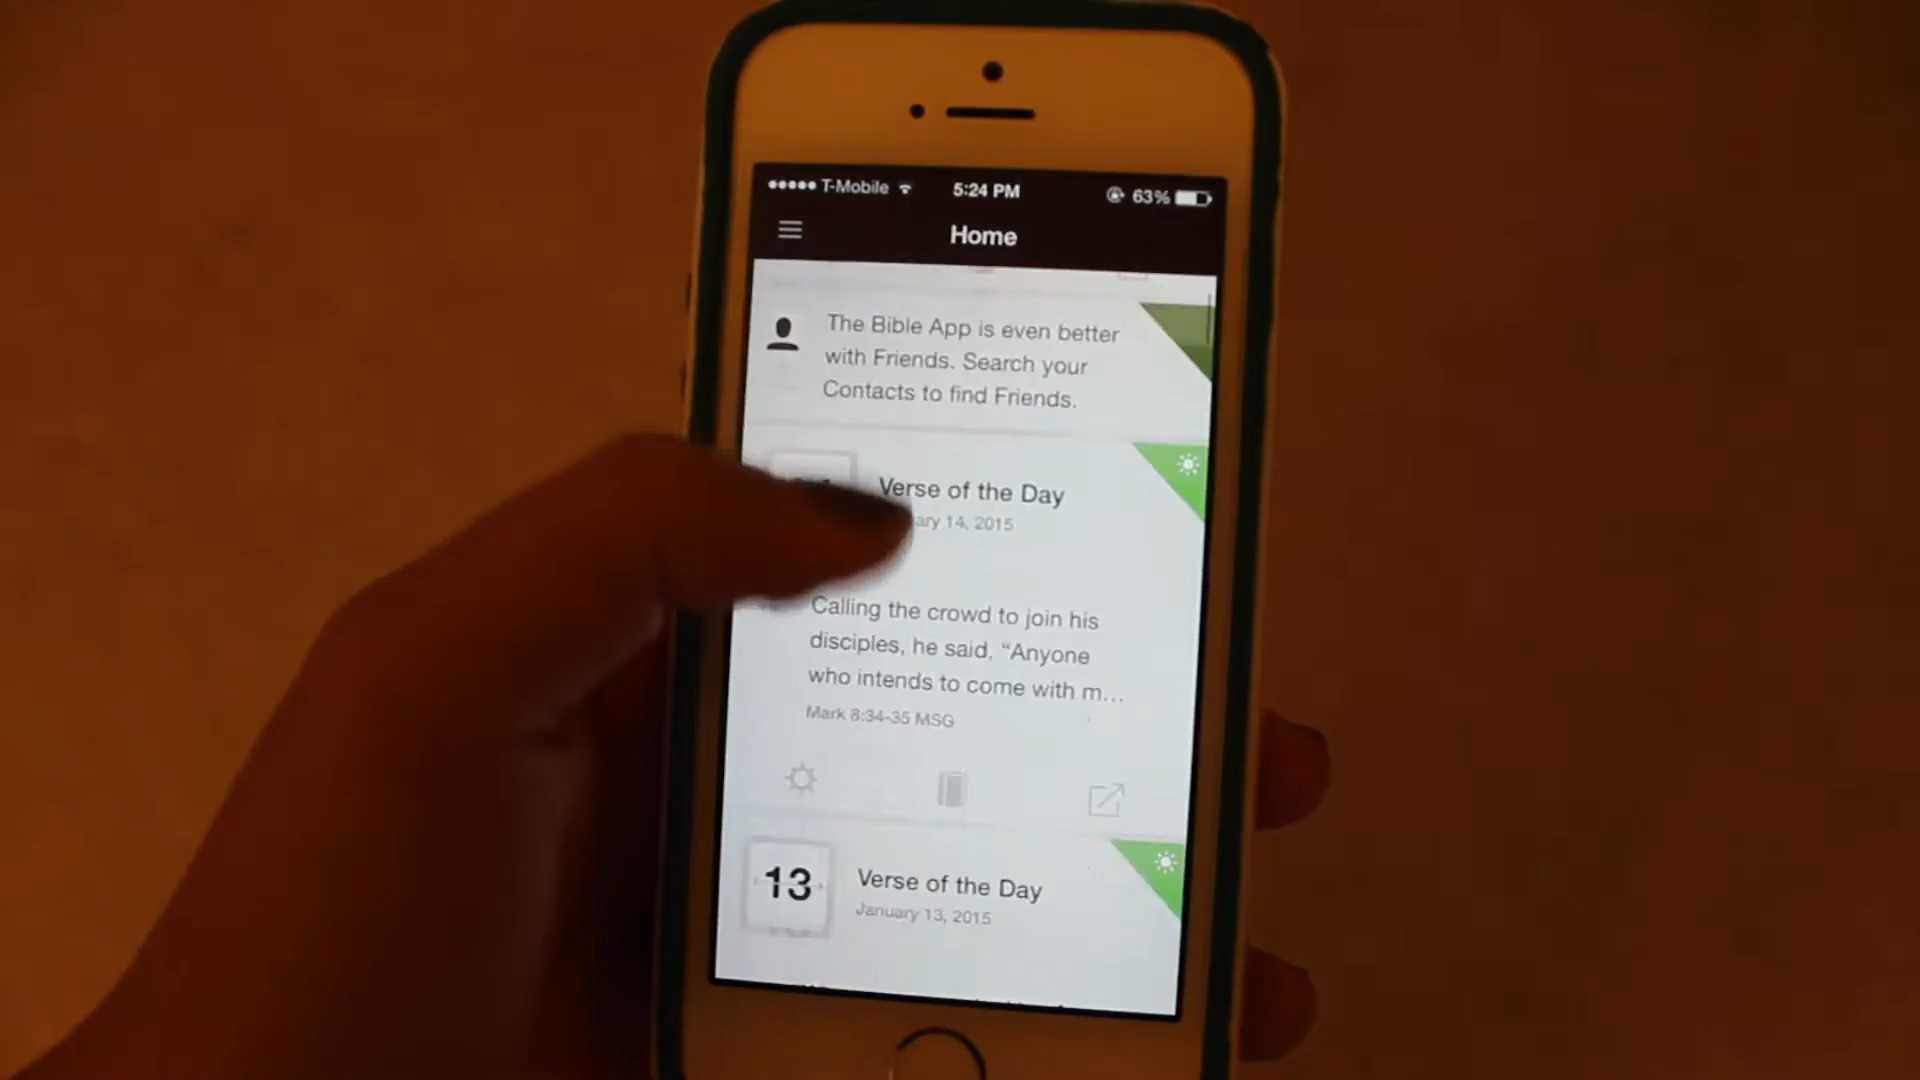 T-Mobile 5:24 PM 63%
Home
The Bible App is even better
with Friends. Search your
Contacts to find Friends.
Verse of the Day
14, 2015
Calling the crowd to join his
disciples, he said, “Anyone
who intends to come with m...
Mark 8:34-35 MSG
13
Verse of the Day
January 13, 2015